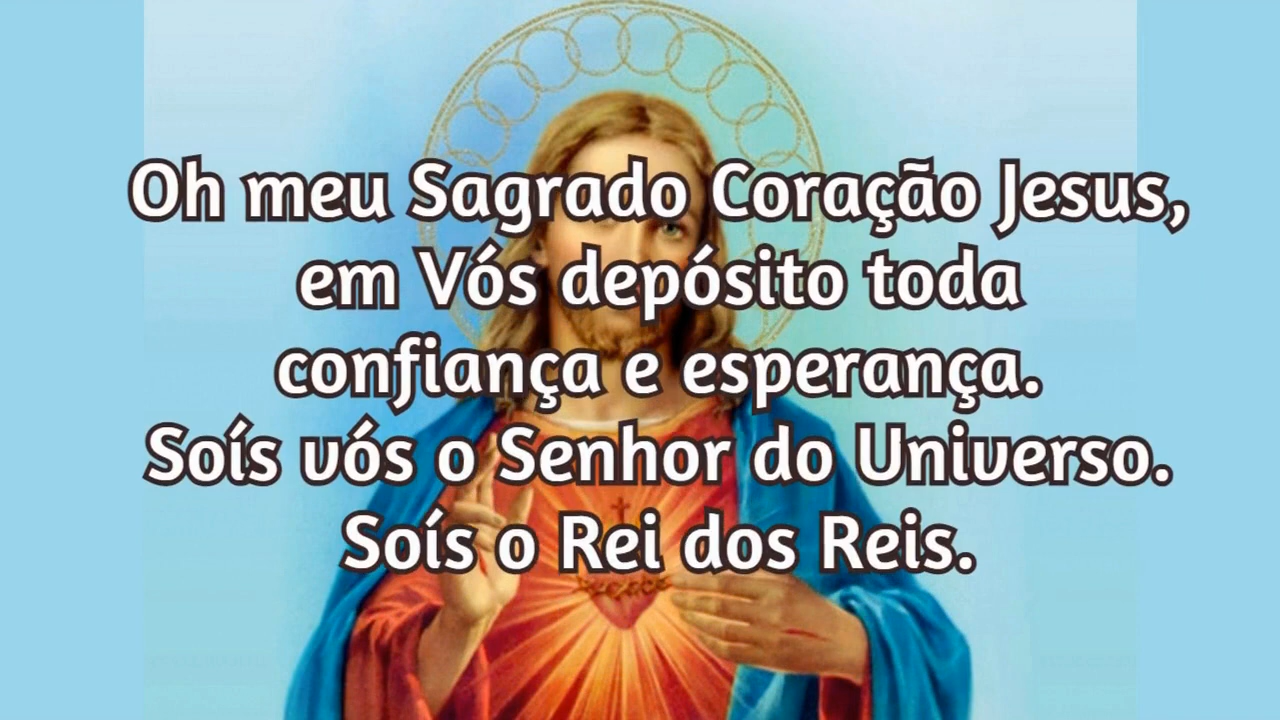 Oh meu Sagrado Coração Jesus,
em Vós depósito toda
confiança e esperança.
Soís vós o Senhor do Universo.
Soís o Rei dos Reis.